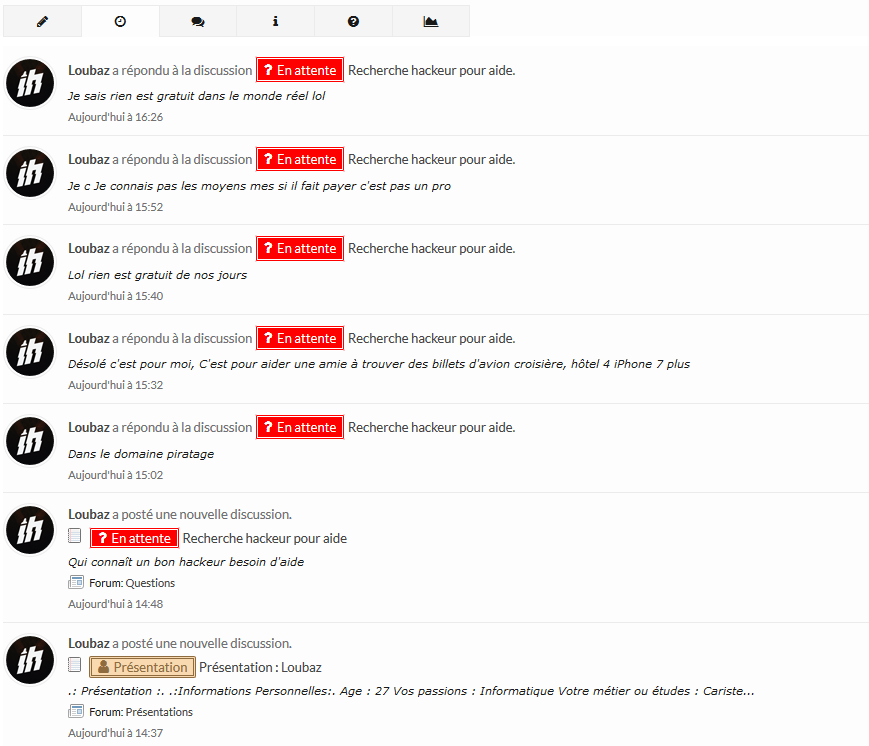 Loubaz a répondu à la discussion ? En attente Recherche hackeur pour aide.
Je sais rien est gratuit dans le monde réel lol
Aujourd'hui à 16:26
Loubaz a répondu à la discussion ? En attente Recherche hackeur pour aide.
Je c Je connais pas les moyens mes si il fait payer c'est pas un pro
Aujourd'hui à 15:52
Loubaz a répondu à la discussion ? En attente Recherche hackeur pour aide.
Lol rien est gratuit de nos jours
Aujourd'hui à 15:40
Loubaz a répondu à la discussion ? En attente Recherche hackeur pour aide.
Désolé c'est pour moi, C'est pour aider une amie à trouver des billets d'avion croisière, hôtel 4 iPhone 7 plus
Aujourd'hui à 15:32
Loubaz a répondu à la discussion ? En attente Recherche hackeur pour aide.
Dans le domaine piratage
Aujourd'hui à 15:02
Loubaz a posté une nouvelle discussion.
? En attente Recherche hackeur pour aide
Qui connaît un bon hackeur besoin d'aide
Forum: Questions
Aujourd'hui à 14:48
Loubaz a posté une nouvelle discussion.
Présentation Présentation : Loubaz
.: Présentation :. .:Informations Personnelles:. Age : 27 Vos passions : Informatique Votre métier ou études : Cariste...
Forum: Présentations
Aujourd'hui à 14:37